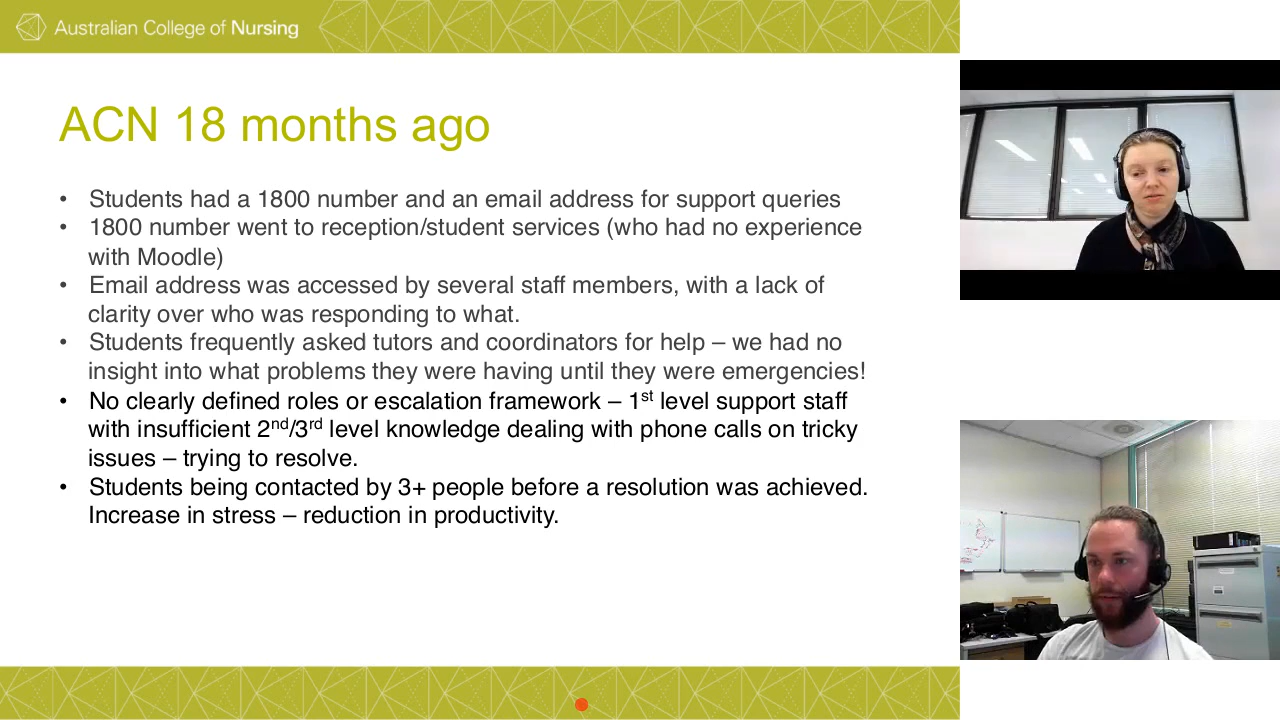 Australian College of Nursing
ACN 18 months ago
• Students had a 1800 number and an email address for support queries
• 1800 number went to reception/student services (who had no experience
with Moodle)
• Email address was accessed by several staff members, with a lack of
clarity over who was responding to what.
• Students frequently asked tutors and coordinators for help – we had no
insight into what problems they were having until they were emergencies!
• No clearly defined roles or escalation framework – 1st level support staff
with insufficient 2nd/3rd level knowledge dealing with phone calls on tricky
issues – trying to resolve.
• Students being contacted by 3+ people before a resolution was achieved.
Increase in stress – reduction in productivity.